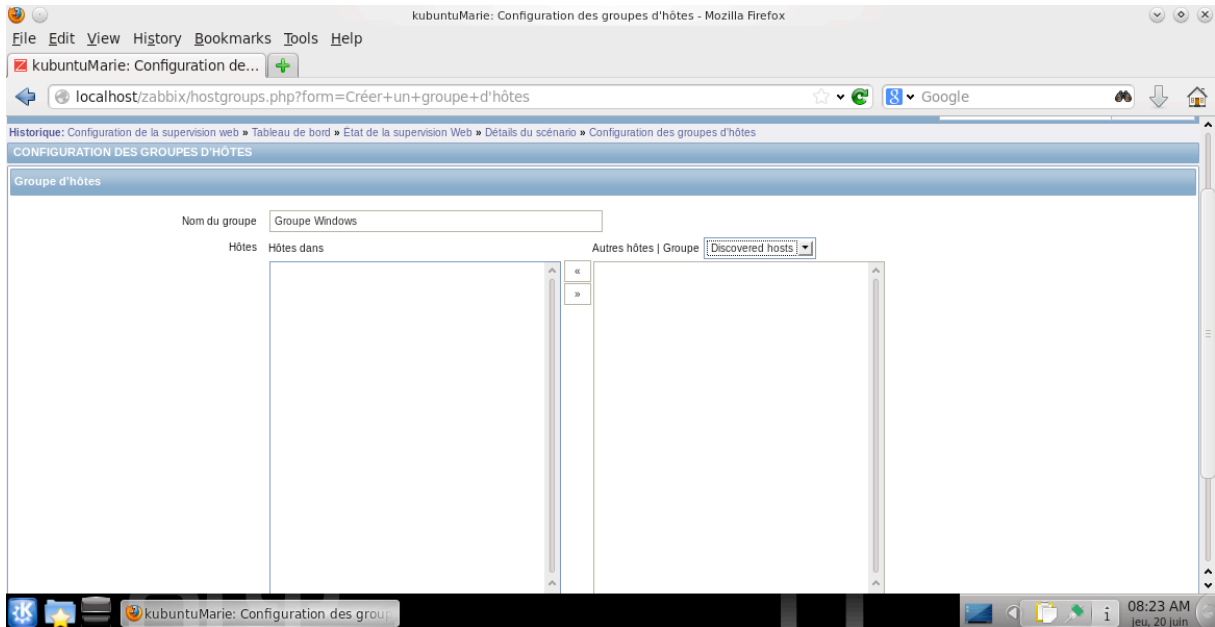 kubuntuMarie: Configuration des groupes d'hôtes - Mozilla Firefox
File Edit View History Bookmarks Tools Help
kubuntuMarie: Configuration de...
localhost/zabbix/hostgroups.php?form=Créer+un+groupe+d'hôtes
Google
Historique: Configuration de la supervision web » Tableau de bord » État de la supervision Web » Détails du scénario » Configuration des groupes d'hôtes
CONFIGURATION DES GROUPES D'HÔTES
Groupe d'hôtes
Nom du groupe Groupe Windows
Hôtes Hôtes dans Autres hôtes | Groupe Discovered hosts
«
»
kubuntuMarie: Configuration des group
08:23 AM
jeu, 20 juin